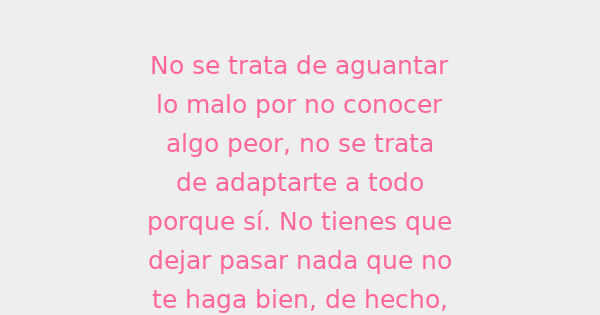 No se trata de aguantar
lo malo por no conocer
algo peor, no se trata
de adaptarte a todo
porque sí. No tienes que
dejar pasar nada que no
te haga bien, de hecho,